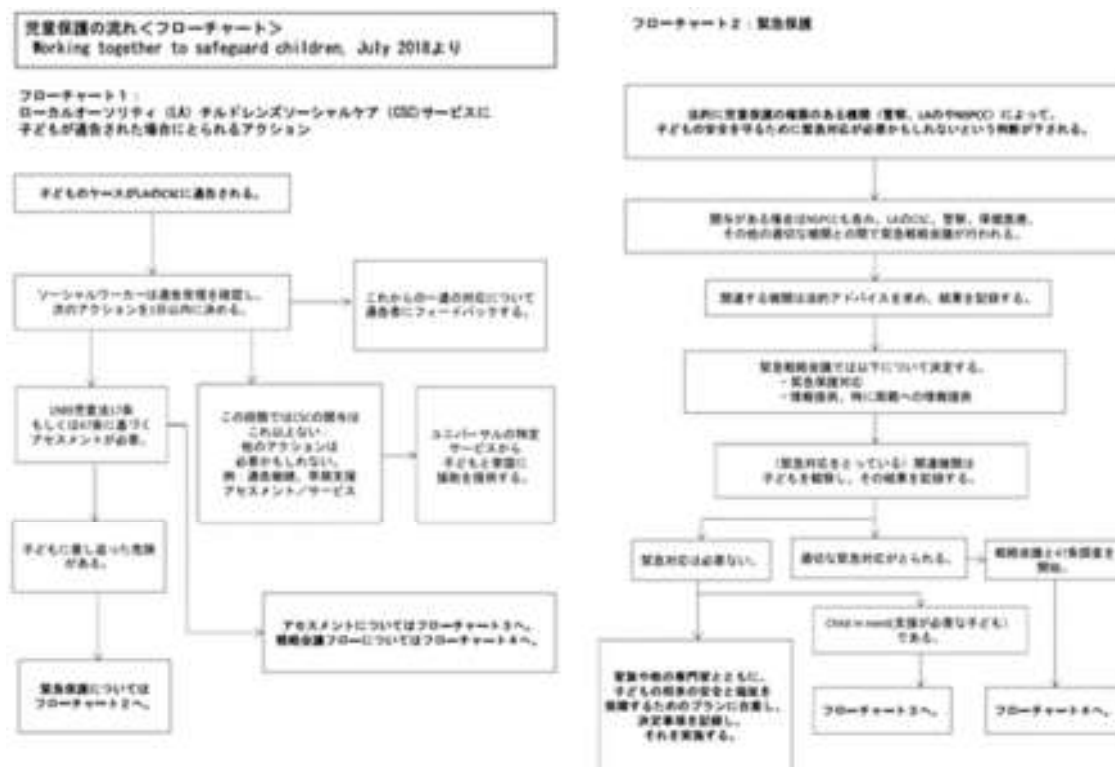 児童保護の流れ<フローチャート>
Working together to safeguard children, July 2018より
フローチャート1:
ローカルオーソリティ (LA) チルドレンズソーシャルケア (CSC)サービスに
子どもが通告された場合にとられるアクション
子どものケースがLAのCSCに通告される。
ソーシャルワーカーは通告受理を確認し、
次のアクションを1日以内に決める。
これからの一連の対応について
通告者にフィードバックする。
1989児童法17条
もしくは47条に基づく
アセスメントが必要。
この段階ではCSCの関与は
これ以上ない
他のアクションは
必要かもしれない。
例 通告継続、早期支援
アセスメント/サービス
ユニバーサルの特定
サービスから
子どもと家庭に
援助を提供する。
子どもに差し迫った危険
がある。
アセスメントについてはフローチャート3へ。
戦略会議フローについてはフローチャート4へ。
緊急保護については
フローチャート2へ。
フローチャート2:緊急保護
法的に児童保護の権限のある機関(警察、LAのやNSPCC)によって、
子どもの安全を守るために緊急対応が必要かもしれないという判断が下される。
関与がある場合はNSPCCも含め、LAのCSC、警察、保健医療、
その他の適切な機関との間で緊急戦略会議が行われる。
関連する機関は法的アドバイスを求め、結果を記録する。
緊急戦略会議では以下について決定する。
・緊急保護対応
・情報提供、特に両親への情報提供
(緊急対応をとっている)関連機関は
子どもを観察し、その結果を記録する。
緊急対応は必要ない。
適切な緊急対応がとられる。
戦略会議と47条調査を
開始。
Child in need(支援が必要な子ども)
である。
家族や他の専門家とともに、
子どもの将来の安全と福祉を
保障するためのプランに合意し、
決定事項を記録し、
それを実施する。
フローチャート3へ。
フローチャート4へ。